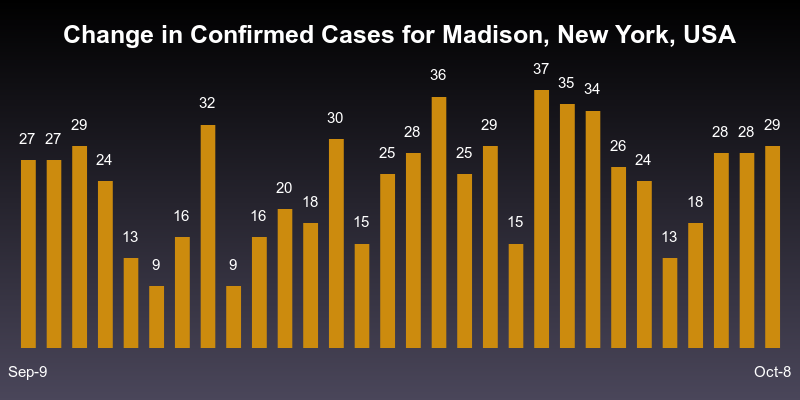 Change in Confirmed Cases for Madison, New York, USA
27 27 29 24 13 9 16 32 9 16 20 18 30 15 25 28 36 25 29 15 37 35 34 26 24 13 18 28 28 29
Sep-9 Oct-8